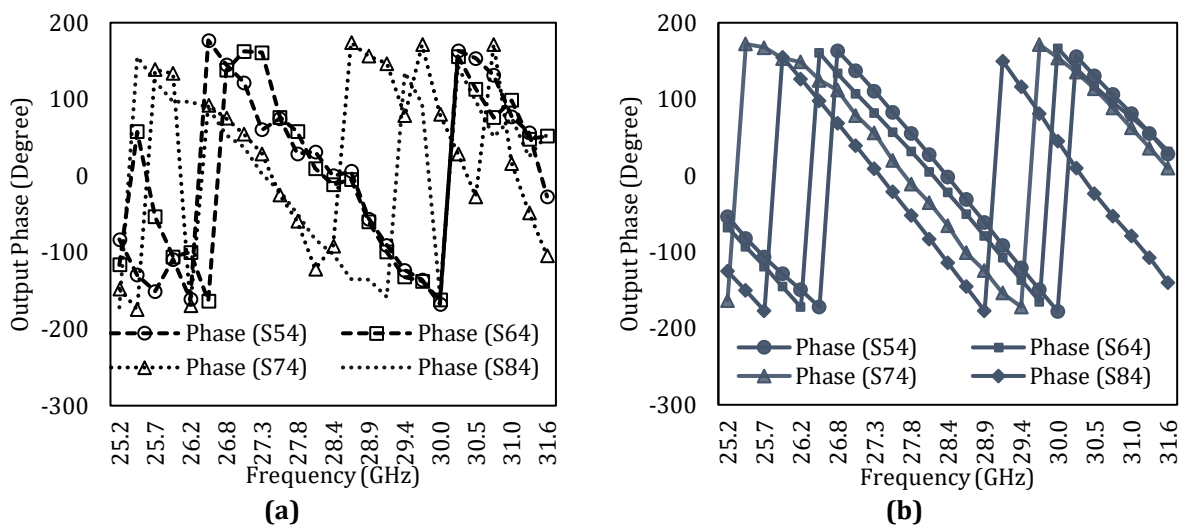 200
100
0
-100
-200
-300
Output Phase (Degree)
Phase (S54)
Phase (S64)
Phase (S74)
Phase (S84)
25.2
25.7
26.2
26.8
27.3
27.8
28.4
28.9
29.4
30.0
30.5
31.0
31.6
Frequency (GHz)
(a)
200
100
0
-100
-200
-300
Output Phase (Degree)
Phase (S54)
Phase (S64)
Phase (S74)
Phase (S84)
25.2
25.7
26.2
26.8
27.3
27.8
28.4
28.9
29.4
30.0
30.5
31.0
31.6
Frequency (GHz)
(b)